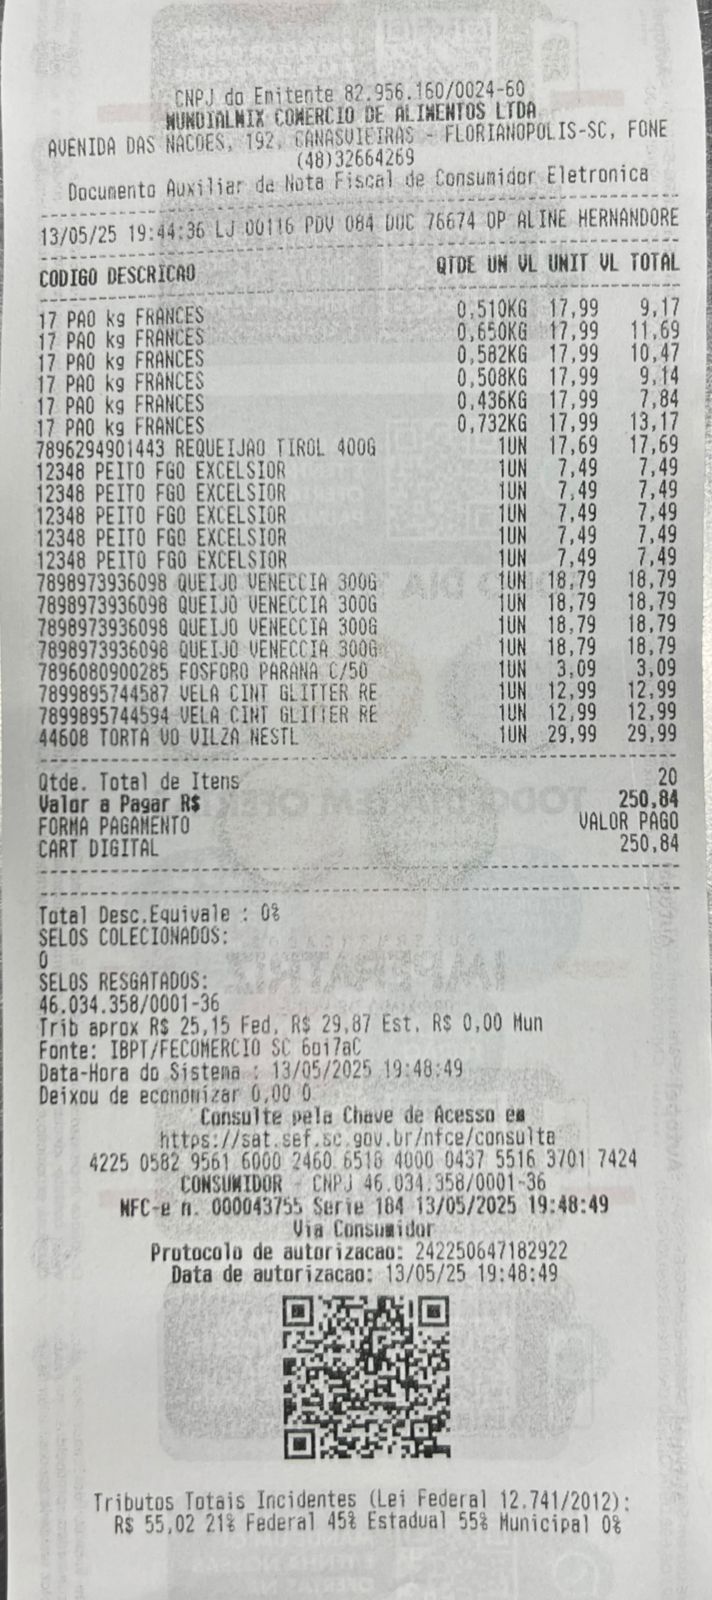 CNPJ do Emitente 82.956.160/0024-60
MUNDIALMIX COMERCIO DE ALIMENTOS LTDA
AVENIDA DAS NACOES, 192, CANASVIEIRAS - FLORIANOPOLIS-SC, FONE
(48)32664269
Documento Auxiliar da Nota Fiscal de Consumidor Eletronica
13/05/25 19:44:36 LJ 00116 PDV 084 DOC 76674 OP ALINE HERNANDORE
CODIGO DESCRICAO QTDE UN VL UNIT VL TOTAL
17 PAO kg FRANCES 0,510KG 17,99 9,17
17 PAO kg FRANCES 0,650KG 17,99 11,69
17 PAO kg FRANCES 0,582KG 17,99 10,47
17 PAO kg FRANCES 0,508KG 17,99 9,14
17 PAO kg FRANCES 0,436KG 17,99 7,84
17 PAO kg FRANCES 0,732KG 17,99 13,17
7896294901443 REQUEIJAO TIROL 400G 1UN 17,69 17,69
12348 PEITO FGO EXCELSIOR 1UN 7,49 7,49
12348 PEITO FGO EXCELSIOR 1UN 7,49 7,49
12348 PEITO FGO EXCELSIOR 1UN 7,49 7,49
12348 PEITO FGO EXCELSIOR 1UN 7,49 7,49
12348 PEITO FGO EXCELSIOR 1UN 7,49 7,49
7898973936098 QUEIJO VENECCIA 300G 1UN 18,79 18,79
7898973936098 QUEIJO VENECCIA 300G 1UN 18,79 18,79
7898973936098 QUEIJO VENECCIA 300G 1UN 18,79 18,79
7898973936098 QUEIJO VENECCIA 300G 1UN 18,79 18,79
7896080900285 FOSFORO PARANA C/50 1UN 3,09 3,09
7899895744587 VELA CINT GLITTER RE 1UN 12,99 12,99
7899895744594 VELA CINT GLITTER RE 1UN 12,99 12,99
44608 TORTA VO VILZA NESTL 1UN 29,99 29,99
Qtde. Total de Itens 20
Valor a Pagar R$ 250,84
FORMA PAGAMENTO VALOR PAGO
CART DIGITAL 250,84
Total Desc.Equivale : 0%
SELOS COLECIONADOS:
0
SELOS RESGATADOS:
46.034.358/0001-36
Trib aprox R$ 25,15 Fed, R$ 29,87 Est, R$ 0,00 Mun
Fonte: IBPT/FECOMERCIO SC 6oi7aC
Data-Hora do Sistema : 13/05/2025 19:48:49
Deixou de economizar 0,00 0
Consulte pela Chave de Acesso em
https://sat.sef.sc.gov.br/nfce/consulta
4225 0582 9561 6000 2460 6518 4000 0437 5516 3701 7424
CONSUMIDOR - CNPJ 46.034.358/0001-36
NFC-e n. 000043755 Serie 184 13/05/2025 19:48:49
Via Consumidor
Protocolo de autorizacao: 242250647182922
Data de autorizacao: 13/05/25 19:48:49
Tributos Totais Incidentes (Lei Federal 12.741/2012):
R$ 55,02 21% Federal 45% Estadual 55% Municipal 0%